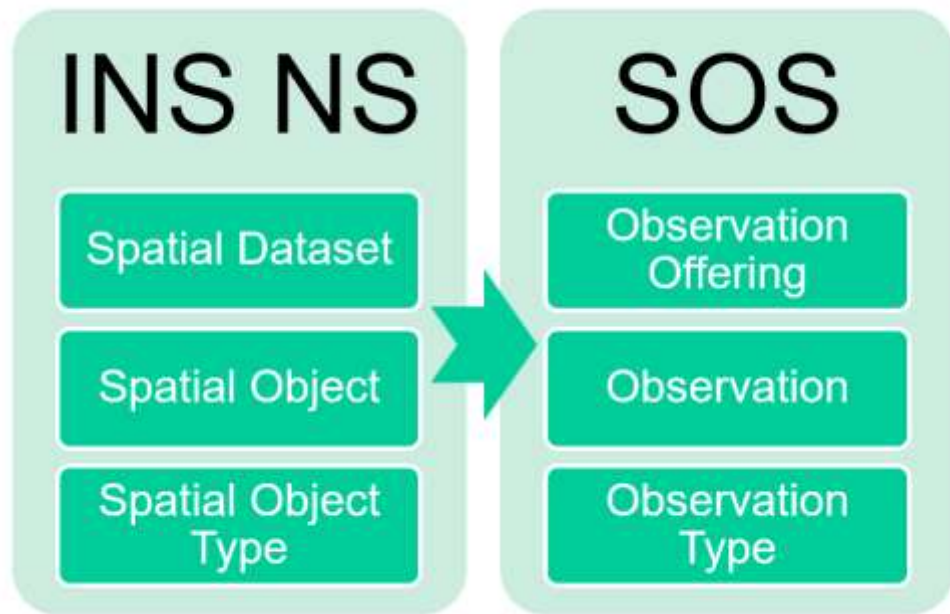 INS NS
Spatial Dataset
Spatial Object
Spatial Object
Type
SOS
Observation
Offering
Observation
Observation
Type